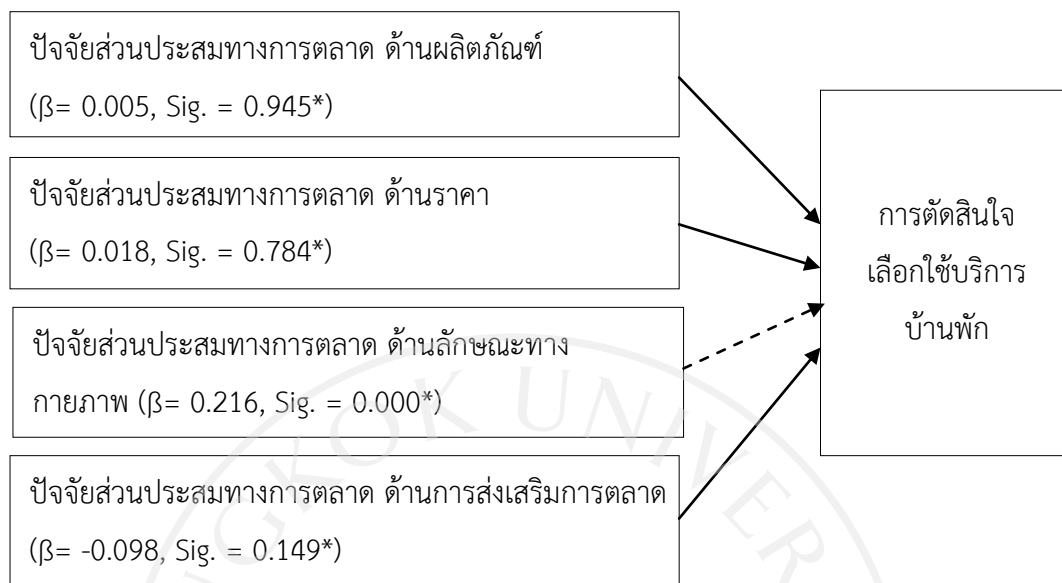 ปัจจัยส่วนประสมทางการตลาด ด้านผลิตภัณฑ์
(β= 0.005, Sig. = 0.945*)
ปัจจัยส่วนประสมทางการตลาด ด้านราคา
(β= 0.018, Sig. = 0.784*)
ปัจจัยส่วนประสมทางการตลาด ด้านลักษณะทาง
กายภาพ (β= 0.216, Sig. = 0.000*)
ปัจจัยส่วนประสมทางการตลาด ด้านการส่งเสริมการตลาด
(β= -0.098, Sig. = 0.149*)
การตัดสินใจ
เลือกใช้บริการ
บ้านพัก
NGKOK UNIVER